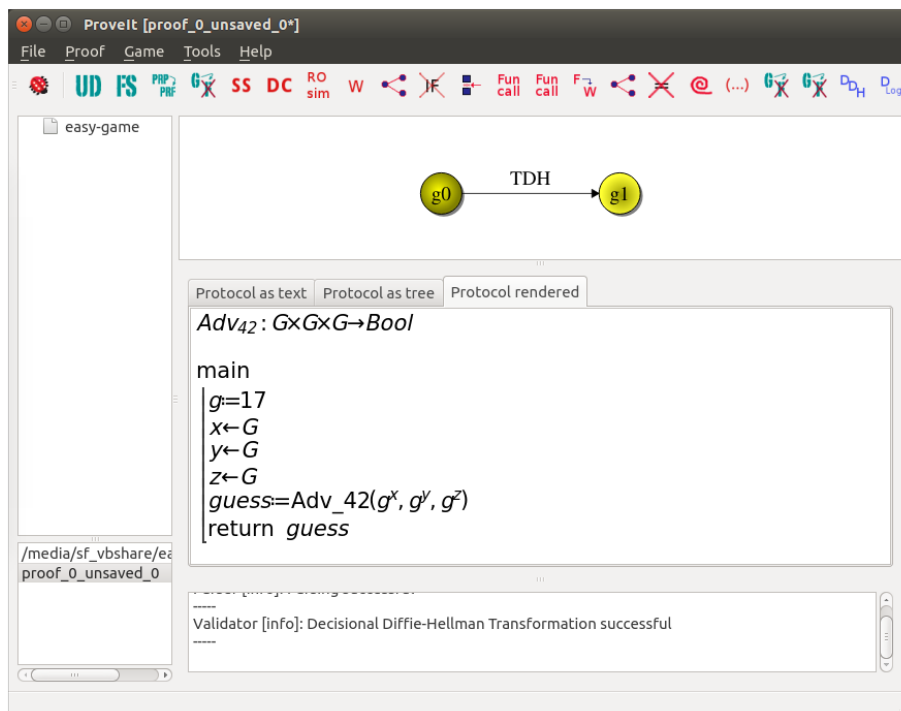 ProveIt [proof_0_unsaved_0*]
File Proof Game Tools Help
UD FS PRP PRF G X SS DC RO sim W IF Fun call Fun call F W = @ (...) G X G X D D H D Log
easy-game
g0 TDH g1
Protocol as text Protocol as tree Protocol rendered
Adv₄₂: G×G×G→Bool
main
g≔17
x←G
y←G
z←G
guess≔Adv_42(gˣ, gʸ, gᶻ)
return guess
/media/sf_vbshare/ea
proof_0_unsaved_0
-----
Validator [info]: Decisional Diffie-Hellman Transformation successful
-----